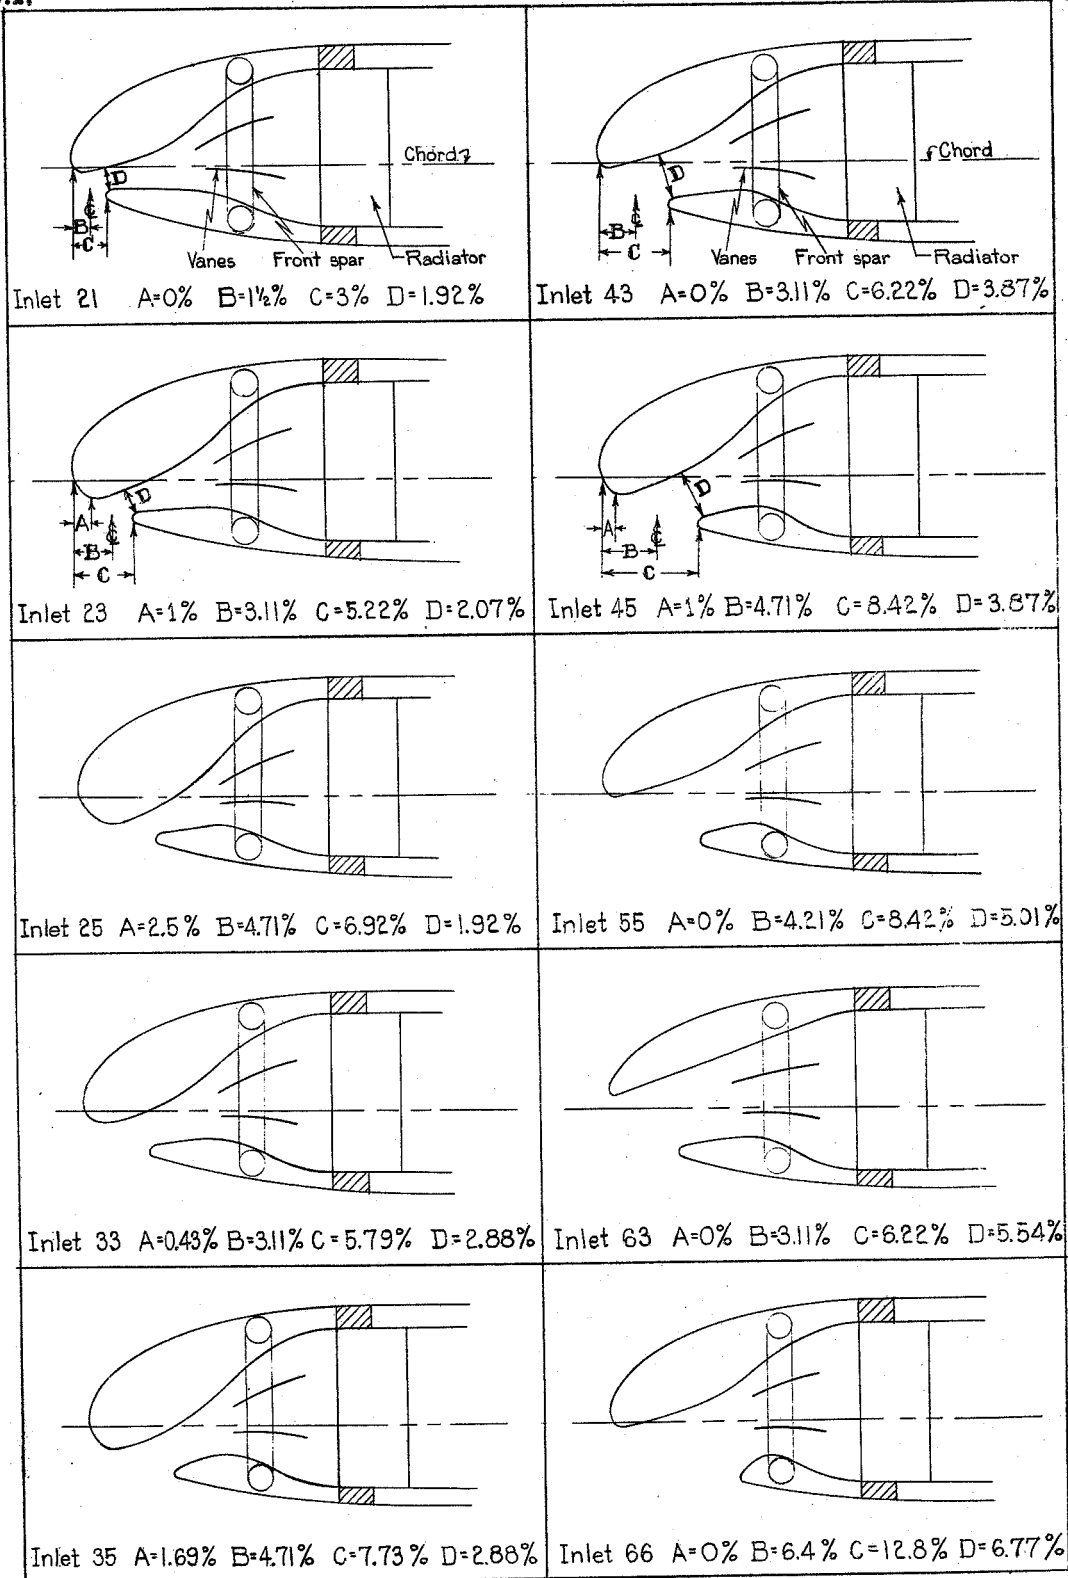 Chord
D
B
₵
C
Vanes Front spar Radiator
Inlet 21 A=0% B=1½% C=3% D=1.92%
Chord
D
B
₵
C
Vanes Front spar Radiator
Inlet 43 A=0% B=3.11% C=6.22% D=3.87%
D
A
₵
B
C
Inlet 23 A=1% B=3.11% C=5.22% D=2.07%
D
A
₵
B
C
Inlet 45 A=1% B=4.71% C=8.42% D=3.87%
Inlet 25 A=2.5% B=4.71% C=6.92% D=1.92%
Inlet 55 A=0% B=4.21% C=8.42% D=5.01%
Inlet 33 A=0.43% B=3.11% C=5.79% D=2.88%
Inlet 63 A=0% B=3.11% C=6.22% D=5.54%
Inlet 35 A=1.69% B=4.71% C=7.73% D=2.88%
Inlet 66 A=0% B=6.4% C=12.8% D=6.77%